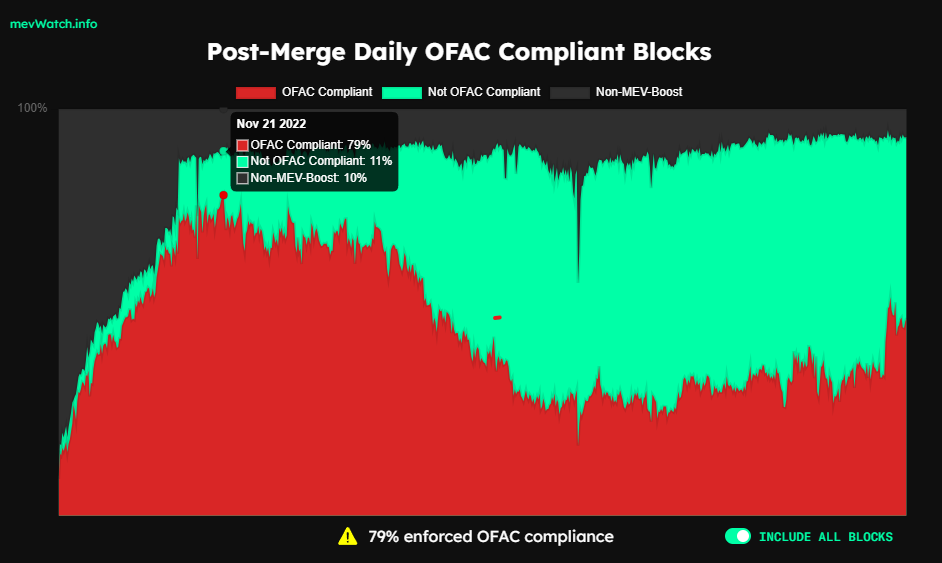 mevWatch.info
Post-Merge Daily OFAC Compliant Blocks
OFAC Compliant Not OFAC Compliant Non-MEV-Boost
100%
Nov 21 2022
OFAC Compliant: 79%
Not OFAC Compliant: 11%
Non-MEV-Boost: 10%
79% enforced OFAC compliance
INCLUDE ALL BLOCKS